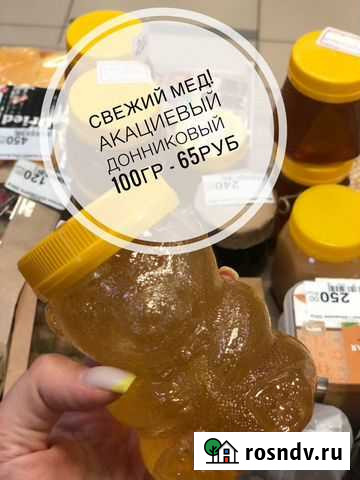 СВЕЖИЙ МЕД!
АКАЦИЕВЫЙ
ДОННИКОВЫЙ
100ГР - 65РУБ
450
120
240
250
rosndv.ru